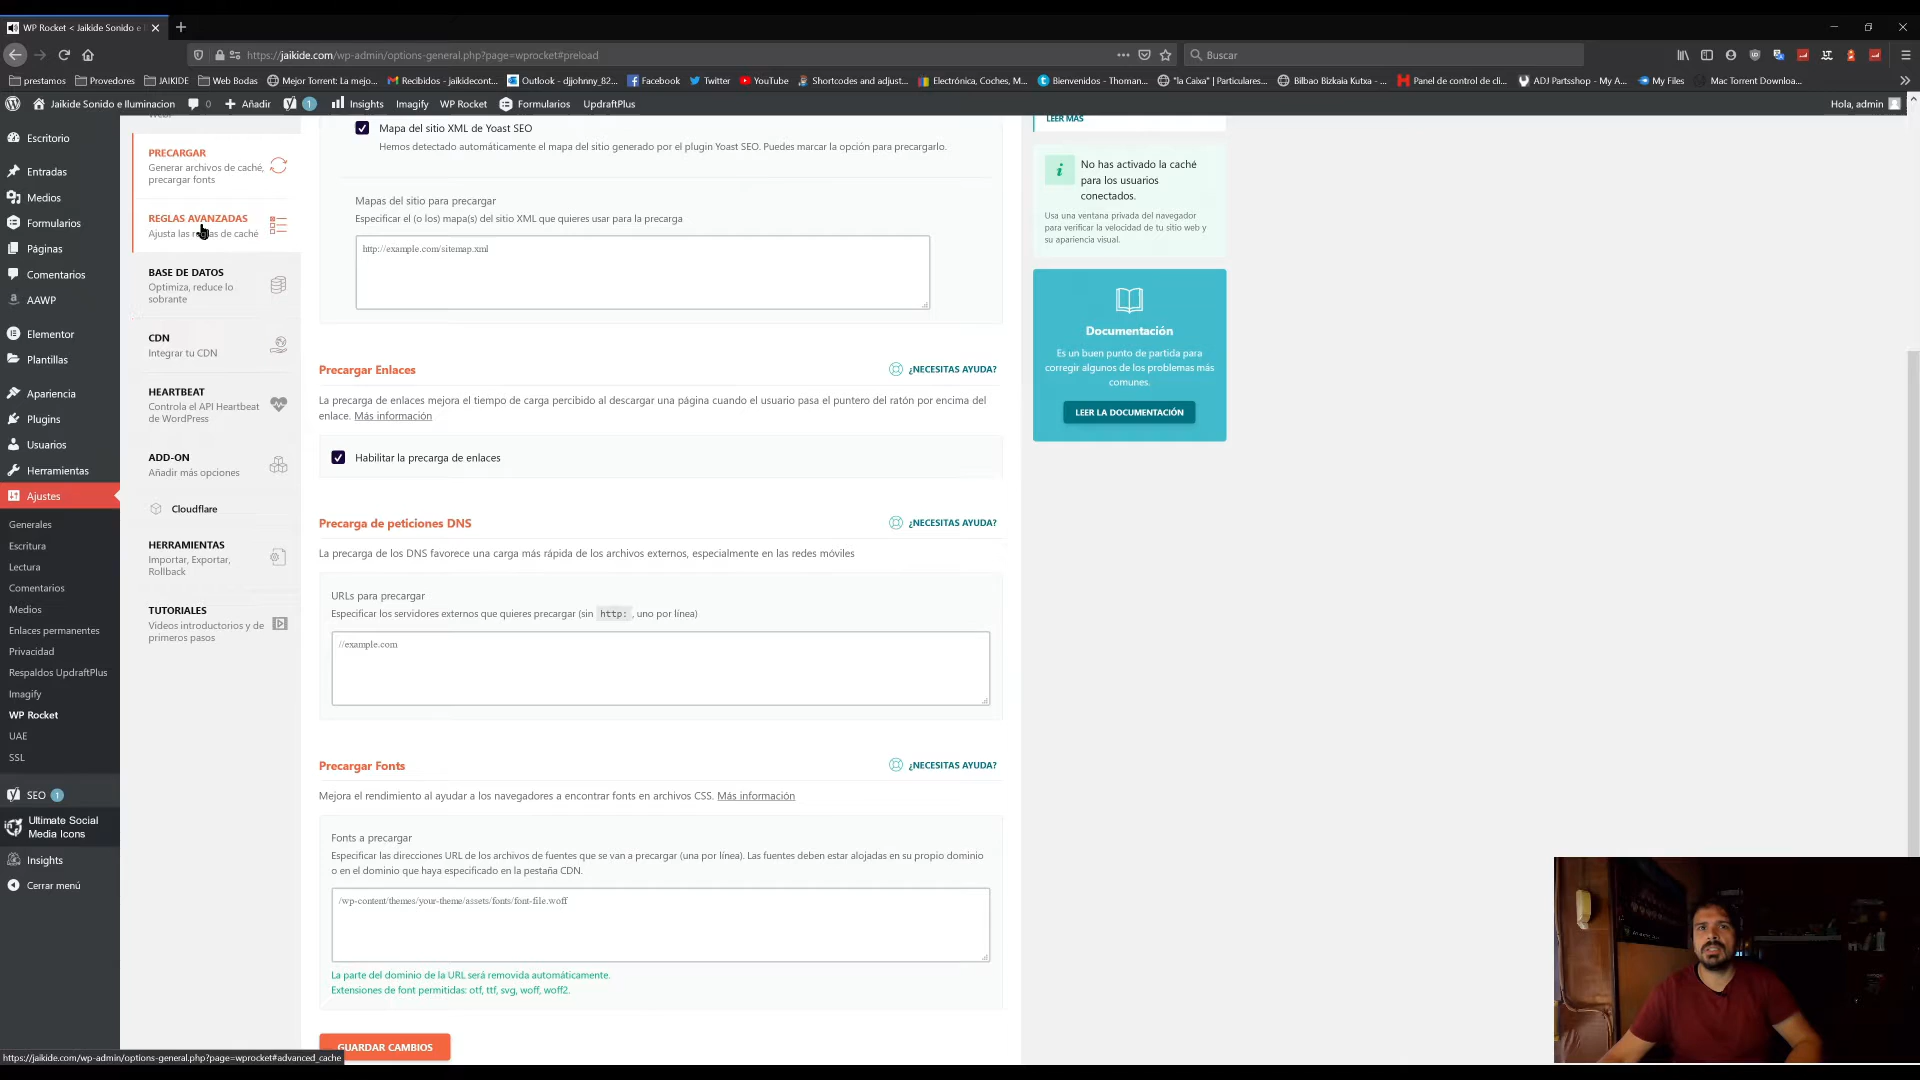 WP Rocket < Jaikide Sonido e I
https://jaikide.com/wp-admin/options-general.php?page=wprocket#preload
Buscar
prestamos
Provedores
JAIKIDE
Web Bodas
Mejor Torrent: La mejo...
Recibidos - jaikidecont...
Outlook - djjohnny_82...
Facebook
Twitter
YouTube
Shortcodes and adjust...
Electrónica, Coches, M...
Bienvenidos - Thoman...
"la Caixa" | Particulares...
Bilbao Bizkaia Kutxa - ...
Panel de control de cli...
ADJ Partsshop - My A...
My Files
Mac Torrent Downloa...
Jaikide Sonido e Iluminacion
0
Añadir
1
Insights
Imagify
WP Rocket
Formularios
UpdraftPlus
Hola, admin
Escritorio
Entradas
Medios
Formularios
Páginas
Comentarios
AAWP
Elementor
Plantillas
Apariencia
Plugins
Usuarios
Herramientas
Ajustes
Generales
Escritura
Lectura
Comentarios
Medios
Enlaces permanentes
Privacidad
Respaldos UpdraftPlus
Imagify
WP Rocket
UAE
SSL
SEO 1
Ultimate Social
Media Icons
Insights
Cerrar menú
PRECARGAR
Generar archivos de caché,
precargar fonts
REGLAS AVANZADAS
Ajusta las reglas de caché
BASE DE DATOS
Optimiza, reduce lo
sobrante
CDN
Integrar tu CDN
HEARTBEAT
Controla el API Heartbeat
de WordPress
ADD-ON
Añadir más opciones
Cloudflare
HERRAMIENTAS
Importar, Exportar,
Rollback
TUTORIALES
Videos introductorios y de
primeros pasos
Mapa del sitio XML de Yoast SEO
Hemos detectado automáticamente el mapa del sitio generado por el plugin Yoast SEO. Puedes marcar la opción para precargarlo.
Mapas del sitio para precargar
Especificar el (o los) mapa(s) del sitio XML que quieres usar para la precarga
http://example.com/sitemap.xml
Precargar Enlaces
¿NECESITAS AYUDA?
La precarga de enlaces mejora el tiempo de carga percibido al descargar una página cuando el usuario pasa el puntero del ratón por encima del
enlace. Más información
Habilitar la precarga de enlaces
Precarga de peticiones DNS
¿NECESITAS AYUDA?
La precarga de los DNS favorece una carga más rápida de los archivos externos, especialmente en las redes móviles
URLs para precargar
Especificar los servidores externos que quieres precargar (sin http: , uno por línea)
//example.com
Precargar Fonts
¿NECESITAS AYUDA?
Mejora el rendimiento al ayudar a los navegadores a encontrar fonts en archivos CSS. Más información
Fonts a precargar
Especificar las direcciones URL de los archivos de fuentes que se van a precargar (una por línea). Las fuentes deben estar alojadas en su propio dominio
o en el dominio que haya especificado en la pestaña CDN.
/wp-content/themes/your-theme/assets/fonts/font-file.woff
La parte del dominio de la URL será removida automáticamente.
Extensiones de font permitidas: otf, ttf, svg, woff, woff2.
GUARDAR CAMBIOS
LEER MÁS
No has activado la caché
para los usuarios
conectados.
Usa una ventana privada del navegador
para verificar la velocidad de tu sitio web y
su apariencia visual.
Documentación
Es un buen punto de partida para
corregir algunos de los problemas más
comunes.
LEER LA DOCUMENTACIÓN
https://jaikide.com/wp-admin/options-general.php?page=wprocket#advanced_cache